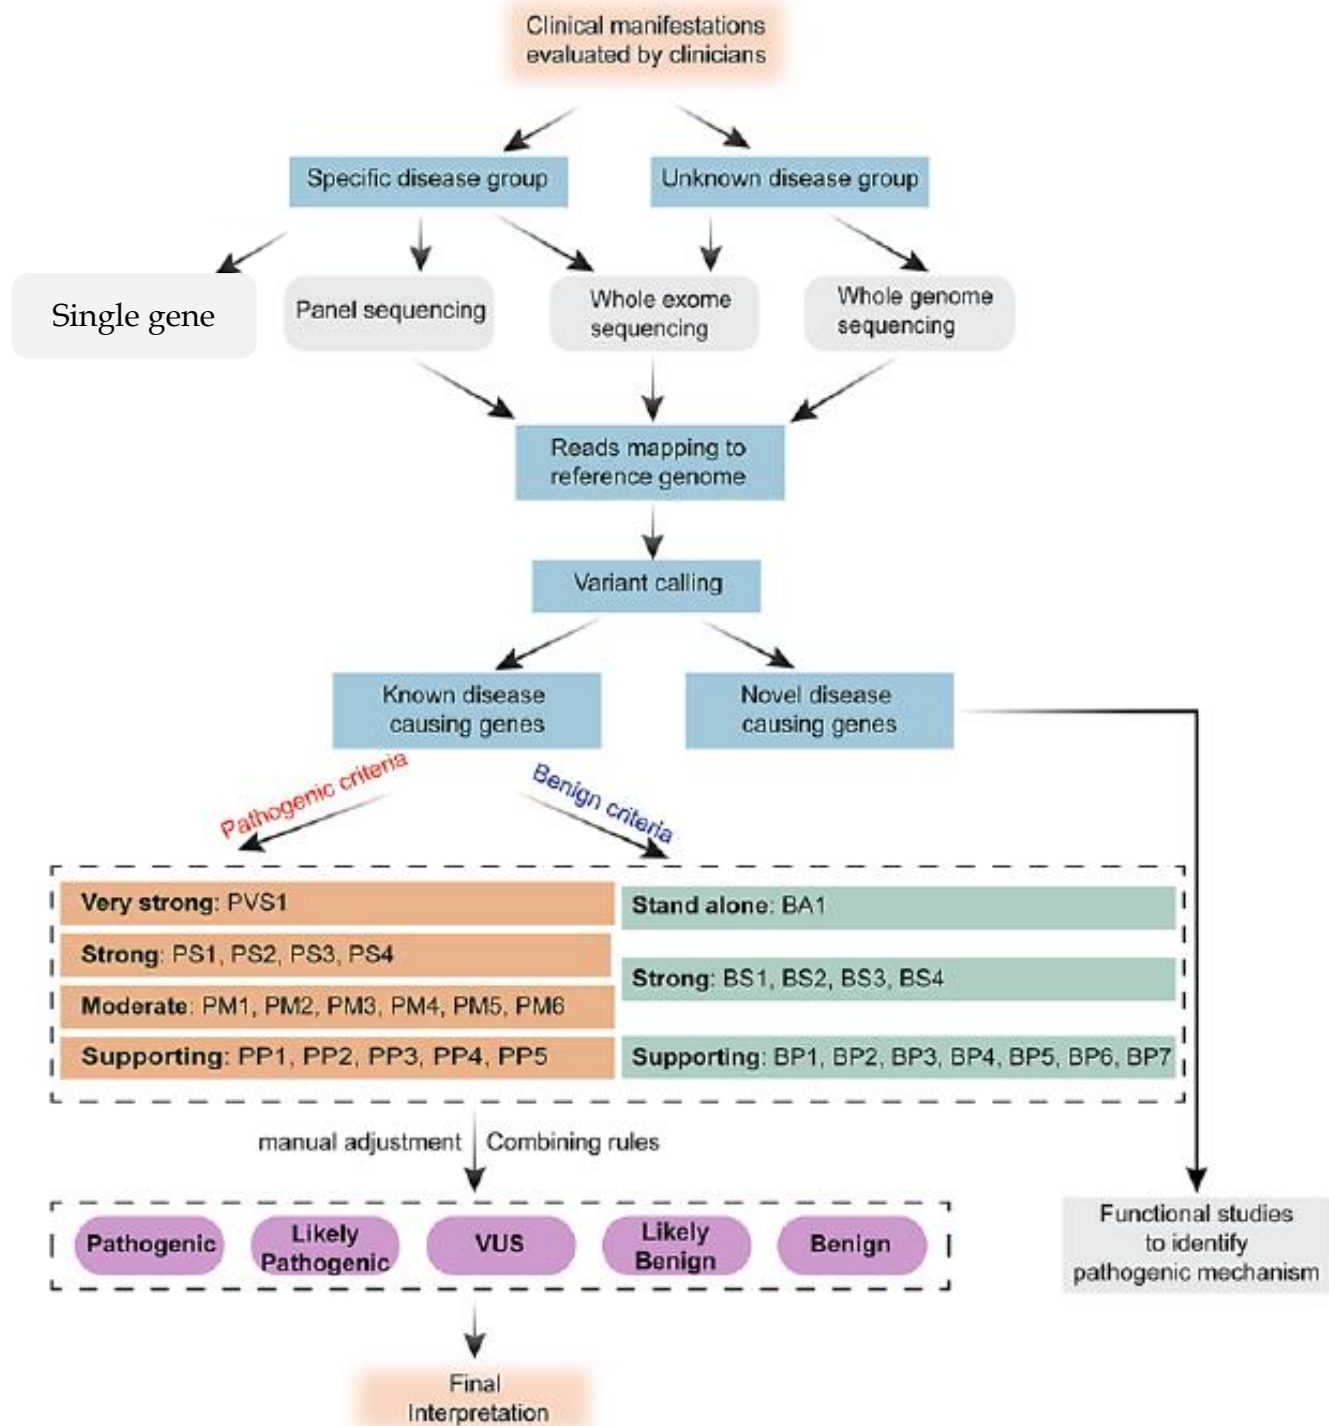 Clinical manifestations
evaluated by clinicians
Specific disease group
Unknown disease group
Single gene
Panel sequencing
Whole exome
sequencing
Whole genome
sequencing
Reads mapping to
reference genome
Variant calling
Known disease
causing genes
Novel disease
causing genes
Pathogenic criteria
Benign criteria
Very strong: PVS1
Strong: PS1, PS2, PS3, PS4
Moderate: PM1, PM2, PM3, PM4, PM5, PM6
Supporting: PP1, PP2, PP3, PP4, PP5
Stand alone: BA1
Strong: BS1, BS2, BS3, BS4
Supporting: BP1, BP2, BP3, BP4, BP5, BP6, BP7
manual adjustment
Combining rules
Pathogenic
Likely
Pathogenic
VUS
Likely
Benign
Benign
Functional studies
to identify
pathogenic mechanism
Final
Interpretation